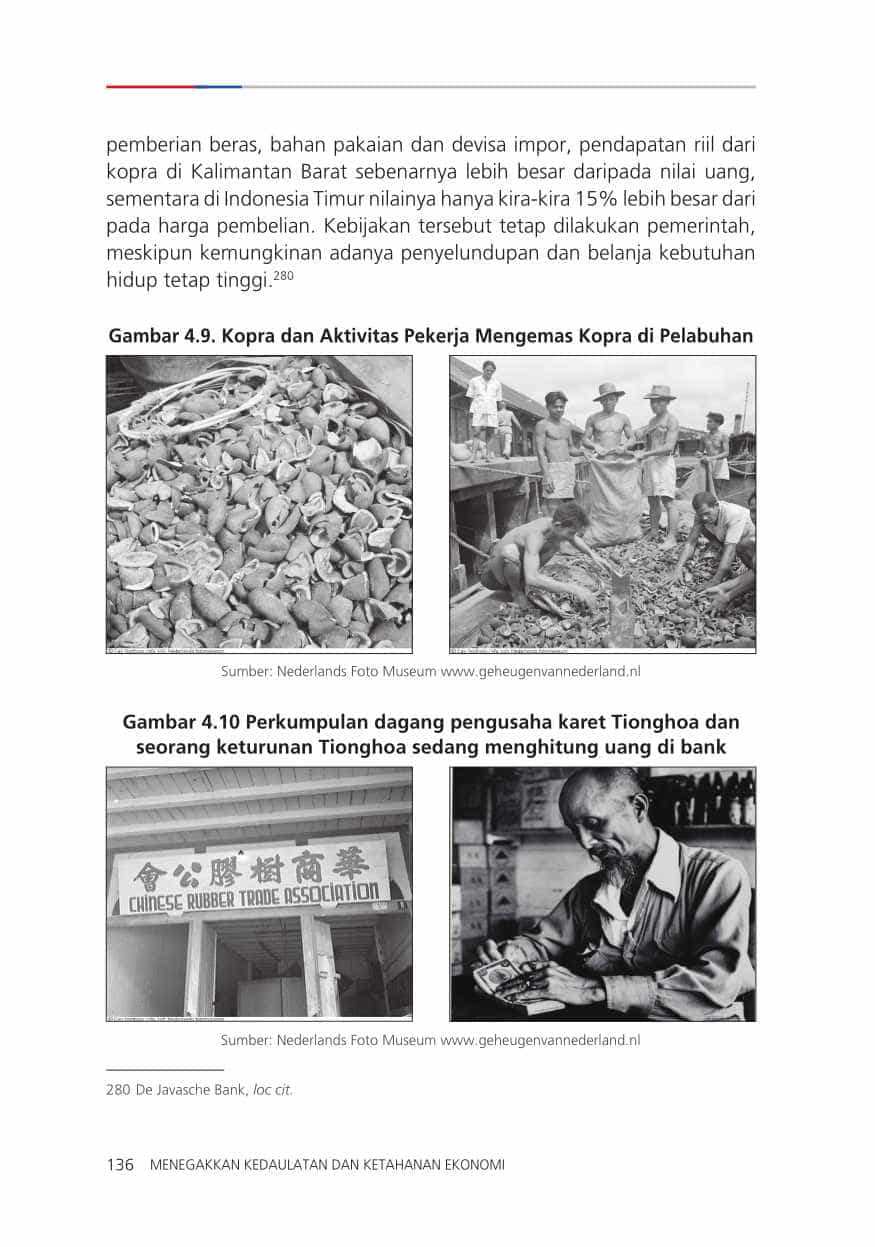 pemberian beras, bahan pakaian dan devisa impor, pendapatan riil dari
kopra di Kalimantan Barat sebenarnya lebih besar daripada nilai uang,
sementara di Indonesia Timur nilainya hanya kira-kira 15% lebih besar dari
pada harga pembelian. Kebijakan tersebut tetap dilakukan pemerintah,
meskipun kemungkinan adanya penyelundupan dan belanja kebutuhan
hidup tetap tinggi.280
Gambar 4.9. Kopra dan Aktivitas Pekerja Mengemas Kopra di Pelabuhan
Sumber: Nederlands Foto Museum www.geheugenvannederland.nl
Gambar 4.10 Perkumpulan dagang pengusaha karet Tionghoa dan
seorang keturunan Tionghoa sedang menghitung uang di bank
會公膠樹商華
CHINESE RUBBER TRADE ASSOCIATION
Sumber: Nederlands Foto Museum www.geheugenvannederland.nl
280 De Javasche Bank, loc cit.
136 MENEGAKKAN KEDAULATAN DAN KETAHANAN EKONOMI